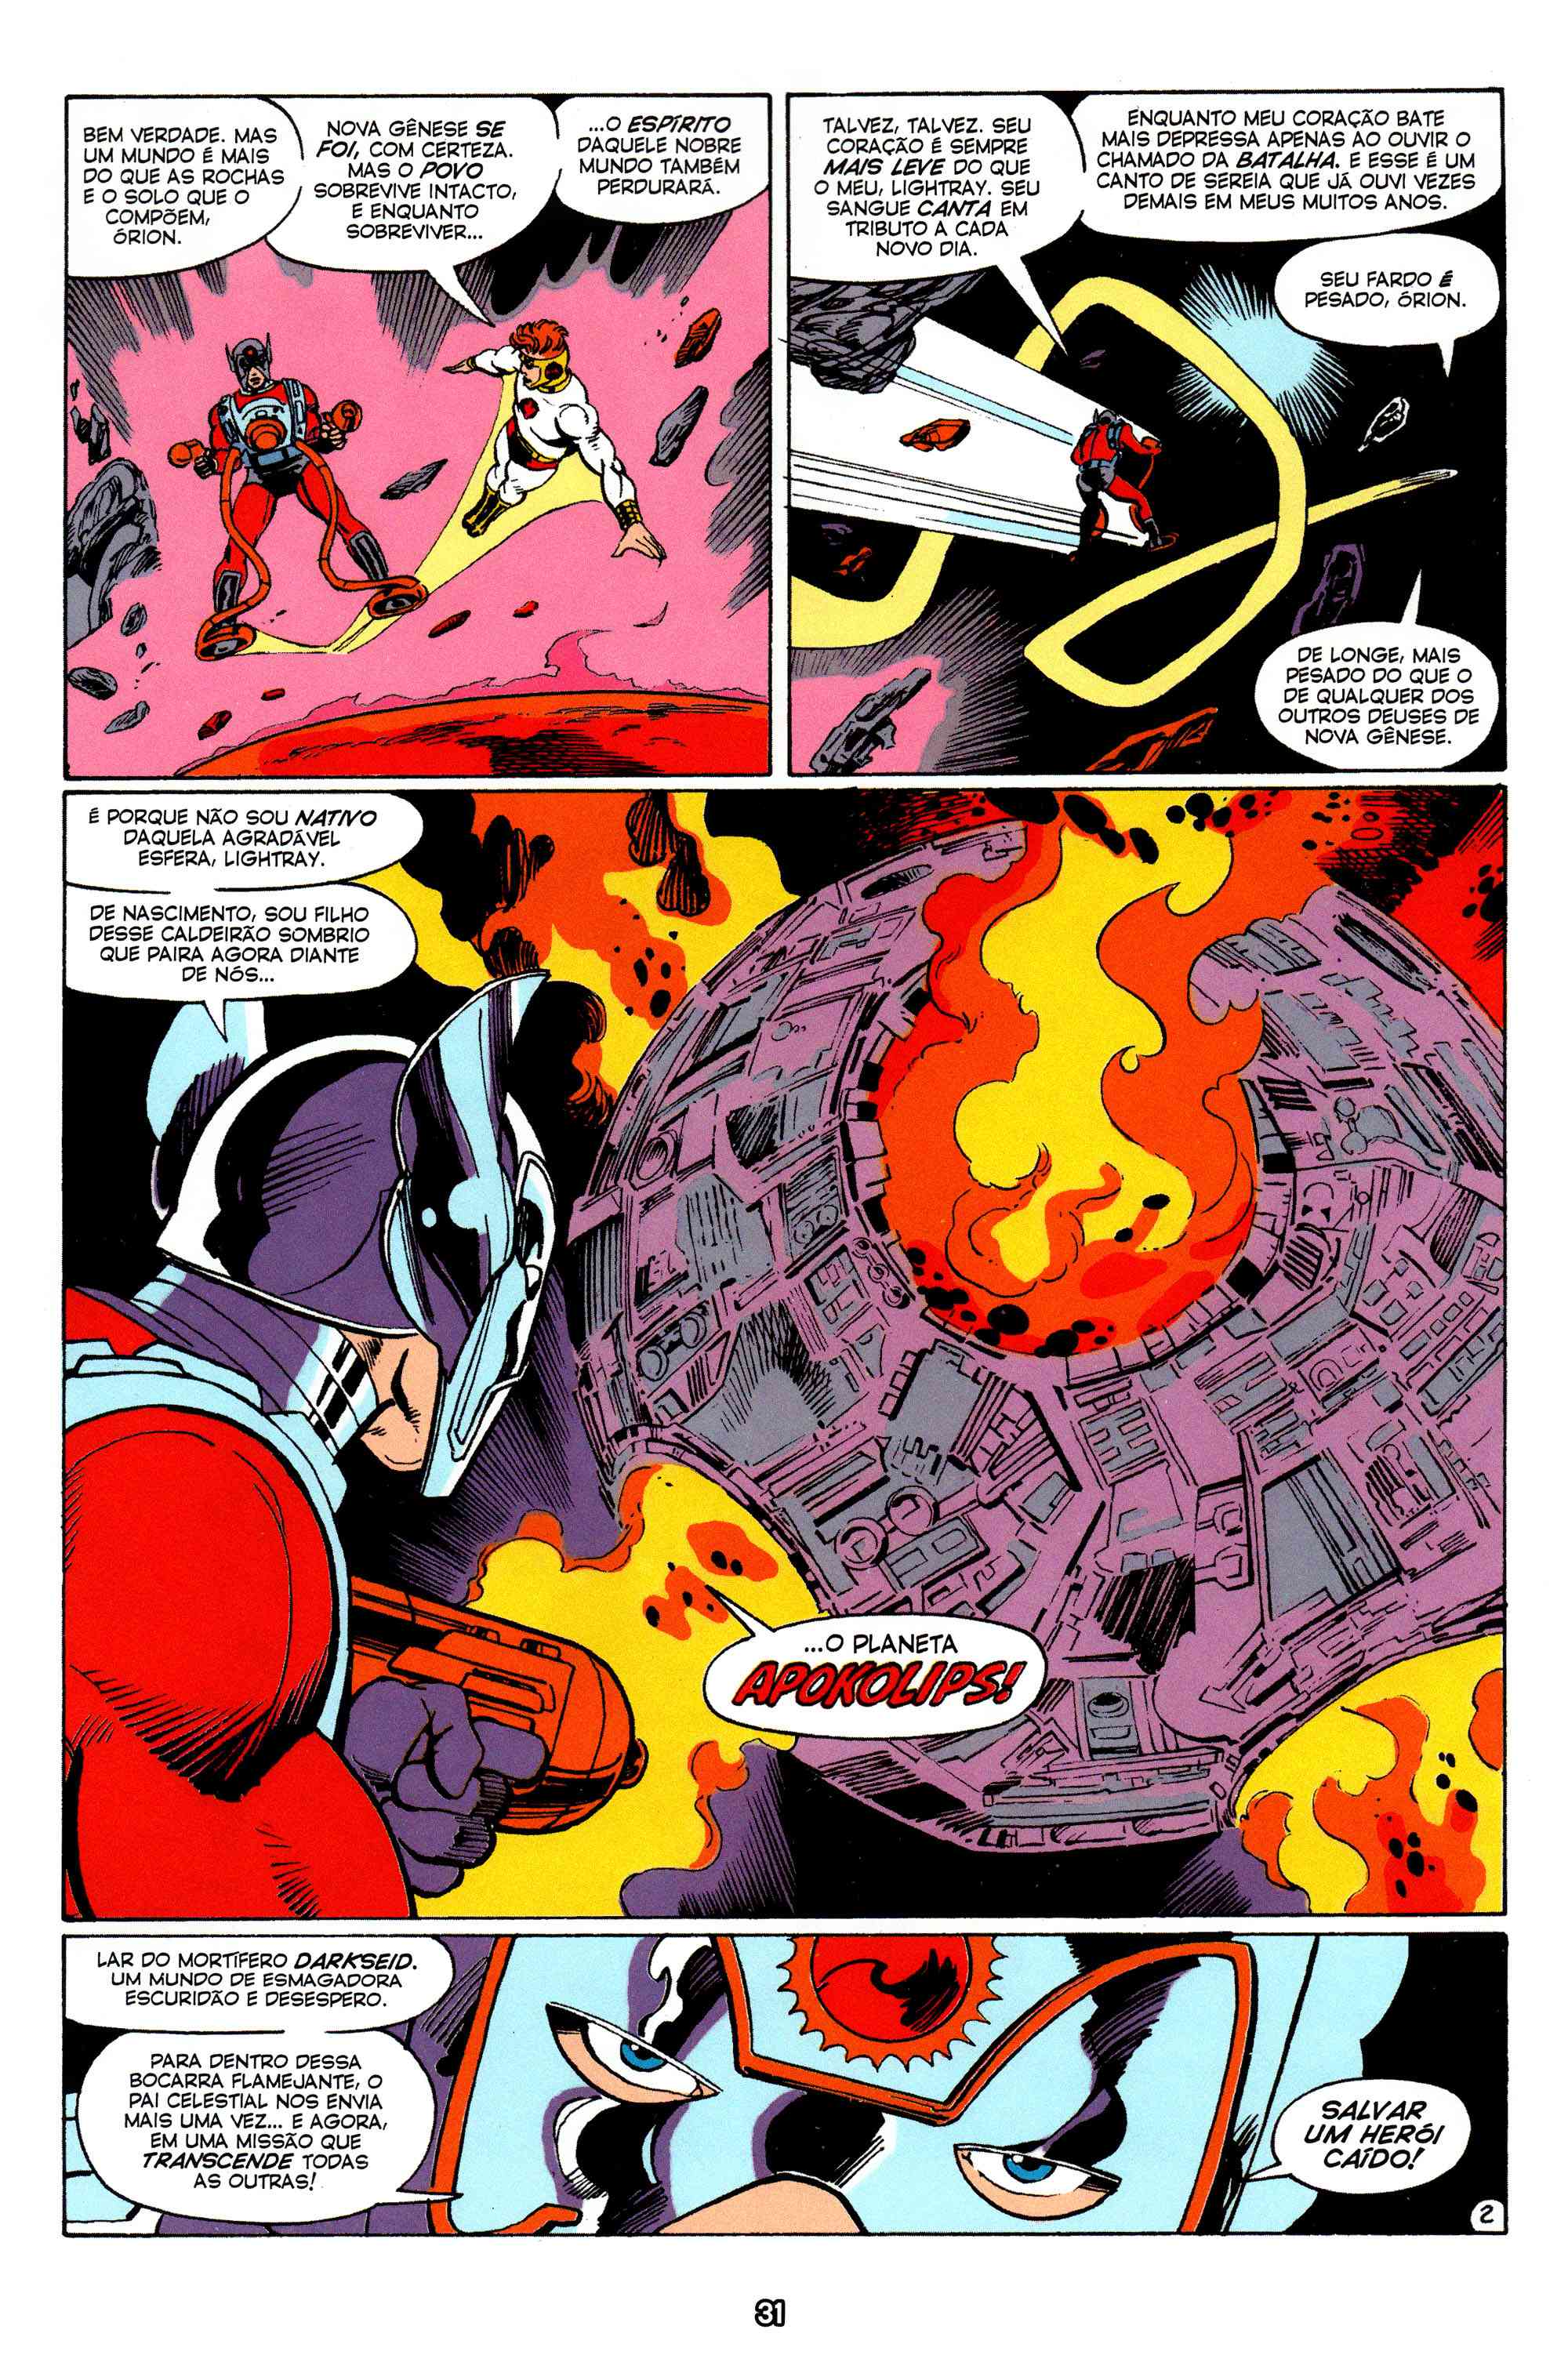 BEM VERDADE. MAS
UM MUNDO É MAIS
DO QUE AS ROCHAS
E O SOLO QUE O
COMPÕEM,
ÓRION.
NOVA GÊNESE SE
FOI, COM CERTEZA.
MAS O POVO
SOBREVIVE INTACTO,
E ENQUANTO
SOBREVIVER...
...O ESPÍRITO
DAQUELE NOBRE
MUNDO TAMBÉM
PERDURARÁ.
TALVEZ, TALVEZ. SEU
CORAÇÃO É SEMPRE
MAIS LEVE DO QUE
O MEU, LIGHTRAY. SEU
SANGUE CANTA EM
TRIBUTO A CADA
NOVO DIA.
ENQUANTO MEU CORAÇÃO BATE
MAIS DEPRESSA APENAS AO OUVIR O
CHAMADO DA BATALHA. E ESSE É UM
CANTO DE SEREIA QUE JÁ OUVI VEZES
DEMAIS EM MEUS MUITOS ANOS.
SEU FARDO É
PESADO, ÓRION.
DE LONGE, MAIS
PESADO DO QUE O
DE QUALQUER DOS
OUTROS DEUSES DE
NOVA GÊNESE.
É PORQUE NÃO SOU NATIVO
DAQUELA AGRADÁVEL
ESFERA, LIGHTRAY.
DE NASCIMENTO, SOU FILHO
DESSE CALDEIRÃO SOMBRIO
QUE PAIRA AGORA DIANTE
DE NÓS...
...O PLANETA
APOKOLIPS!
LAR DO MORTÍFERO DARKSEID.
UM MUNDO DE ESMAGADORA
ESCURIDÃO E DESESPERO.
PARA DENTRO DESSA
BOCARRA FLAMEJANTE, O
PAI CELESTIAL NOS ENVIA
MAIS UMA VEZ... E AGORA,
EM UMA MISSÃO QUE
TRANSCENDE TODAS
AS OUTRAS!
SALVAR
UM HERÓI
CAÍDO!
2
31